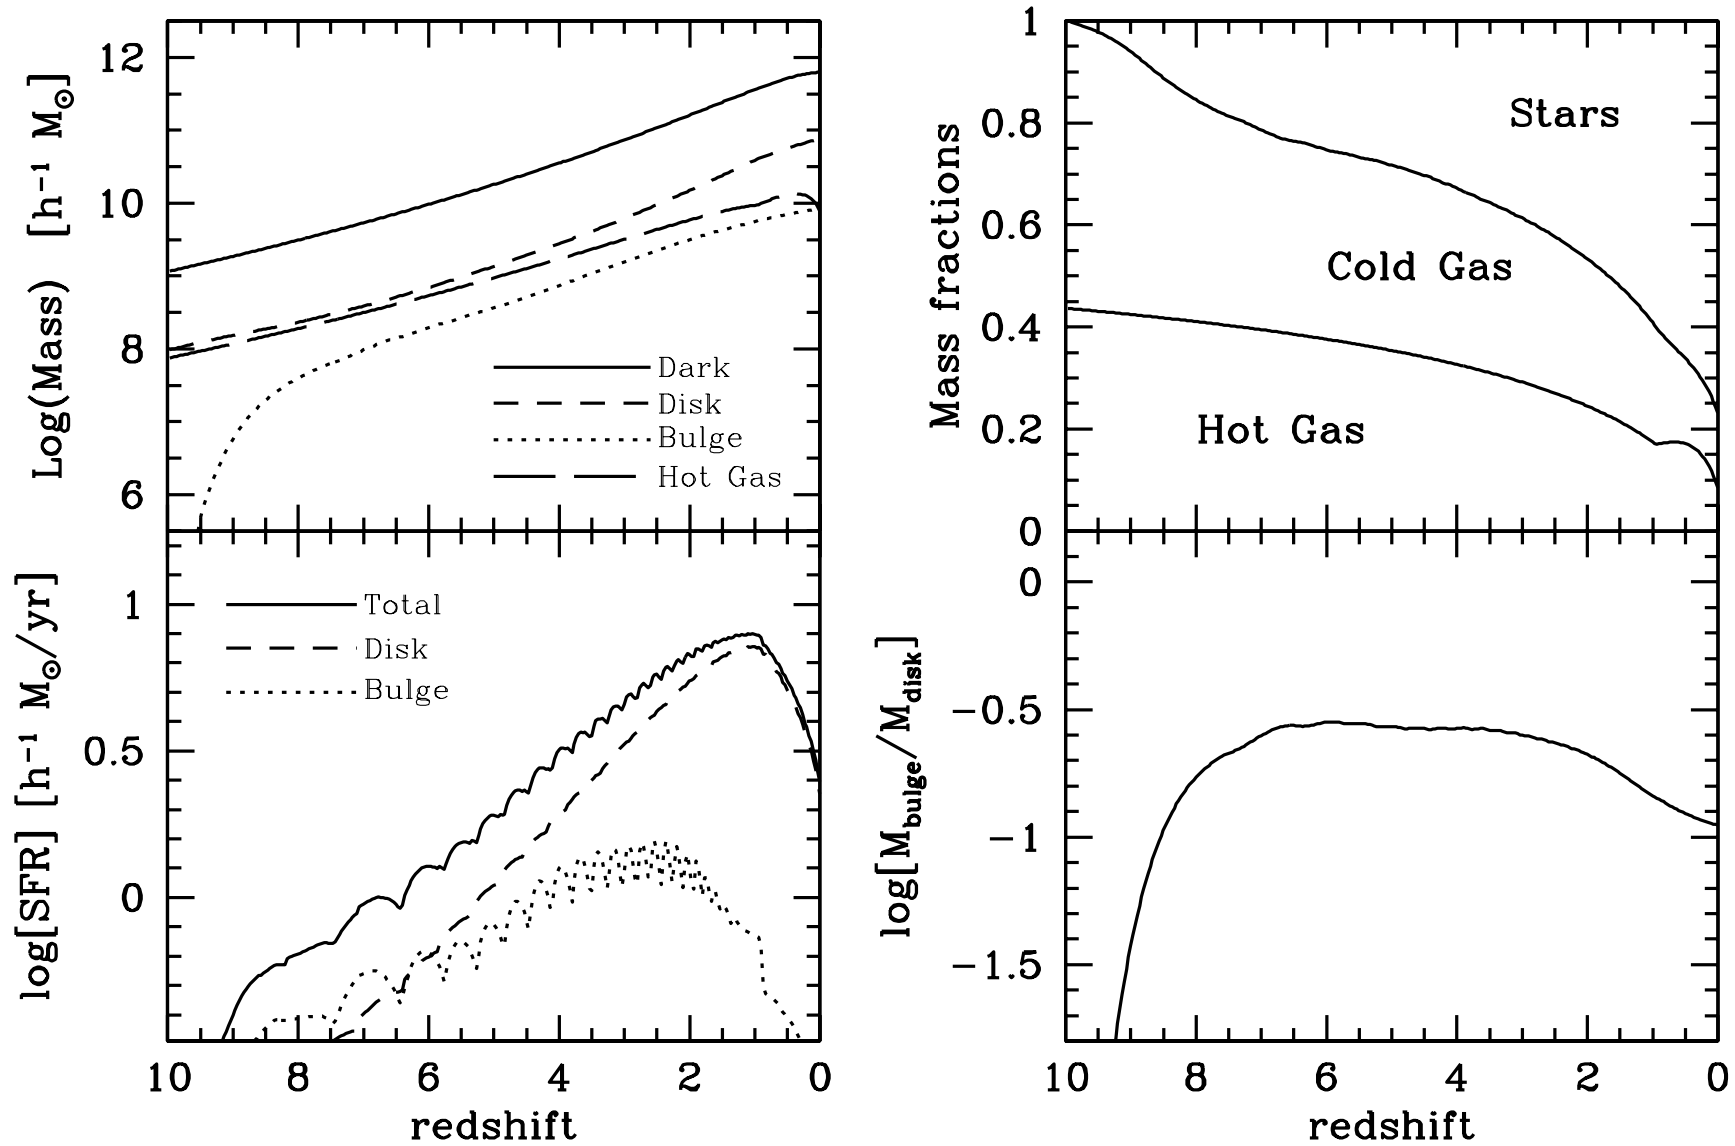 12
10
8
6
Log(Mass) [h⁻¹ M⊙]
Dark
Disk
Bulge
Hot Gas
1
0.8
0.6
0.4
0.2
0
Mass fractions
Stars
Cold Gas
Hot Gas
1
0.5
0
log[SFR] [h⁻¹ M⊙/yr]
Total
Disk
Bulge
10 8 6 4 2 0
redshift
0
−0.5
−1
−1.5
log[M_bulge/M_disk]
10 8 6 4 2 0
redshift